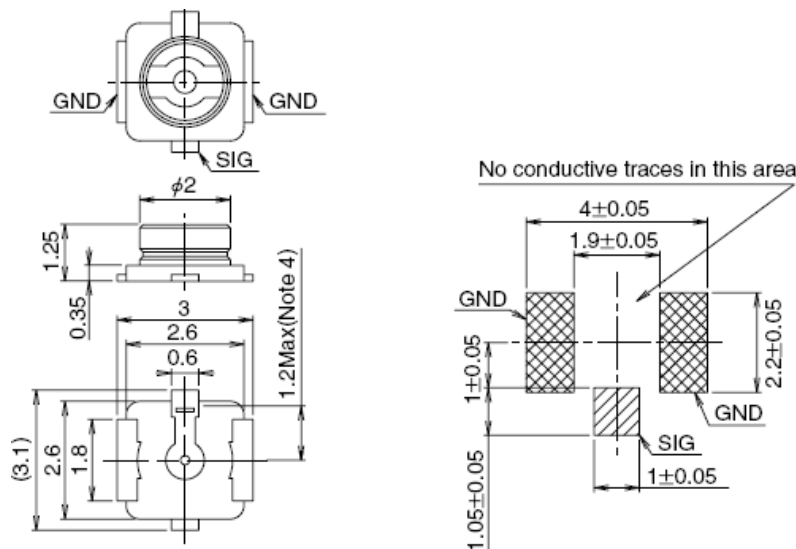 GND
GND
SIG
ϕ2
1.25
0.35
3
2.6
0.6
1.2Max(Note 4)
(3.1)
2.6
1.8
No conductive traces in this area
4±0.05
1.9±0.05
GND
1±0.05
2.2±0.05
GND
SIG
1.05±0.05
1±0.05